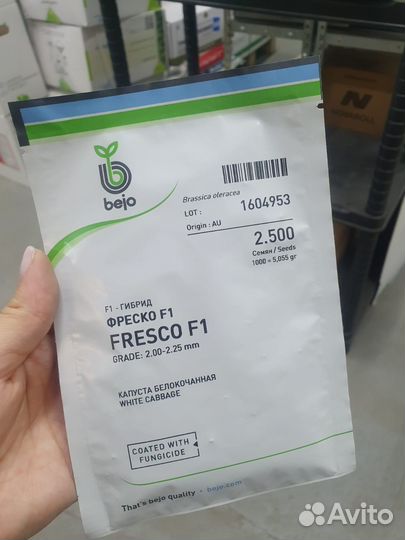 bejo
Brassica oleracea
LOT : 1604953
Origin : AU
2.500
Семян / Seeds
1000 = 5,055 gr
F1 - ГИБРИД
ФРЕСКО F1
FRESCO F1
GRADE: 2.00-2.25 mm
КАПУСТА БЕЛОКОЧАННАЯ
WHITE CABBAGE
COATED WITH
FUNGICIDE
That's bejo quality • bejo.com
Avito